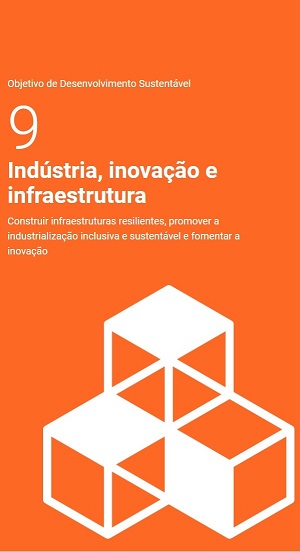 Objetivo de Desenvolvimento Sustentável
9
Indústria, inovação e
infraestrutura
Construir infraestruturas resilientes, promover a
industrialização inclusiva e sustentável e fomentar a
inovação